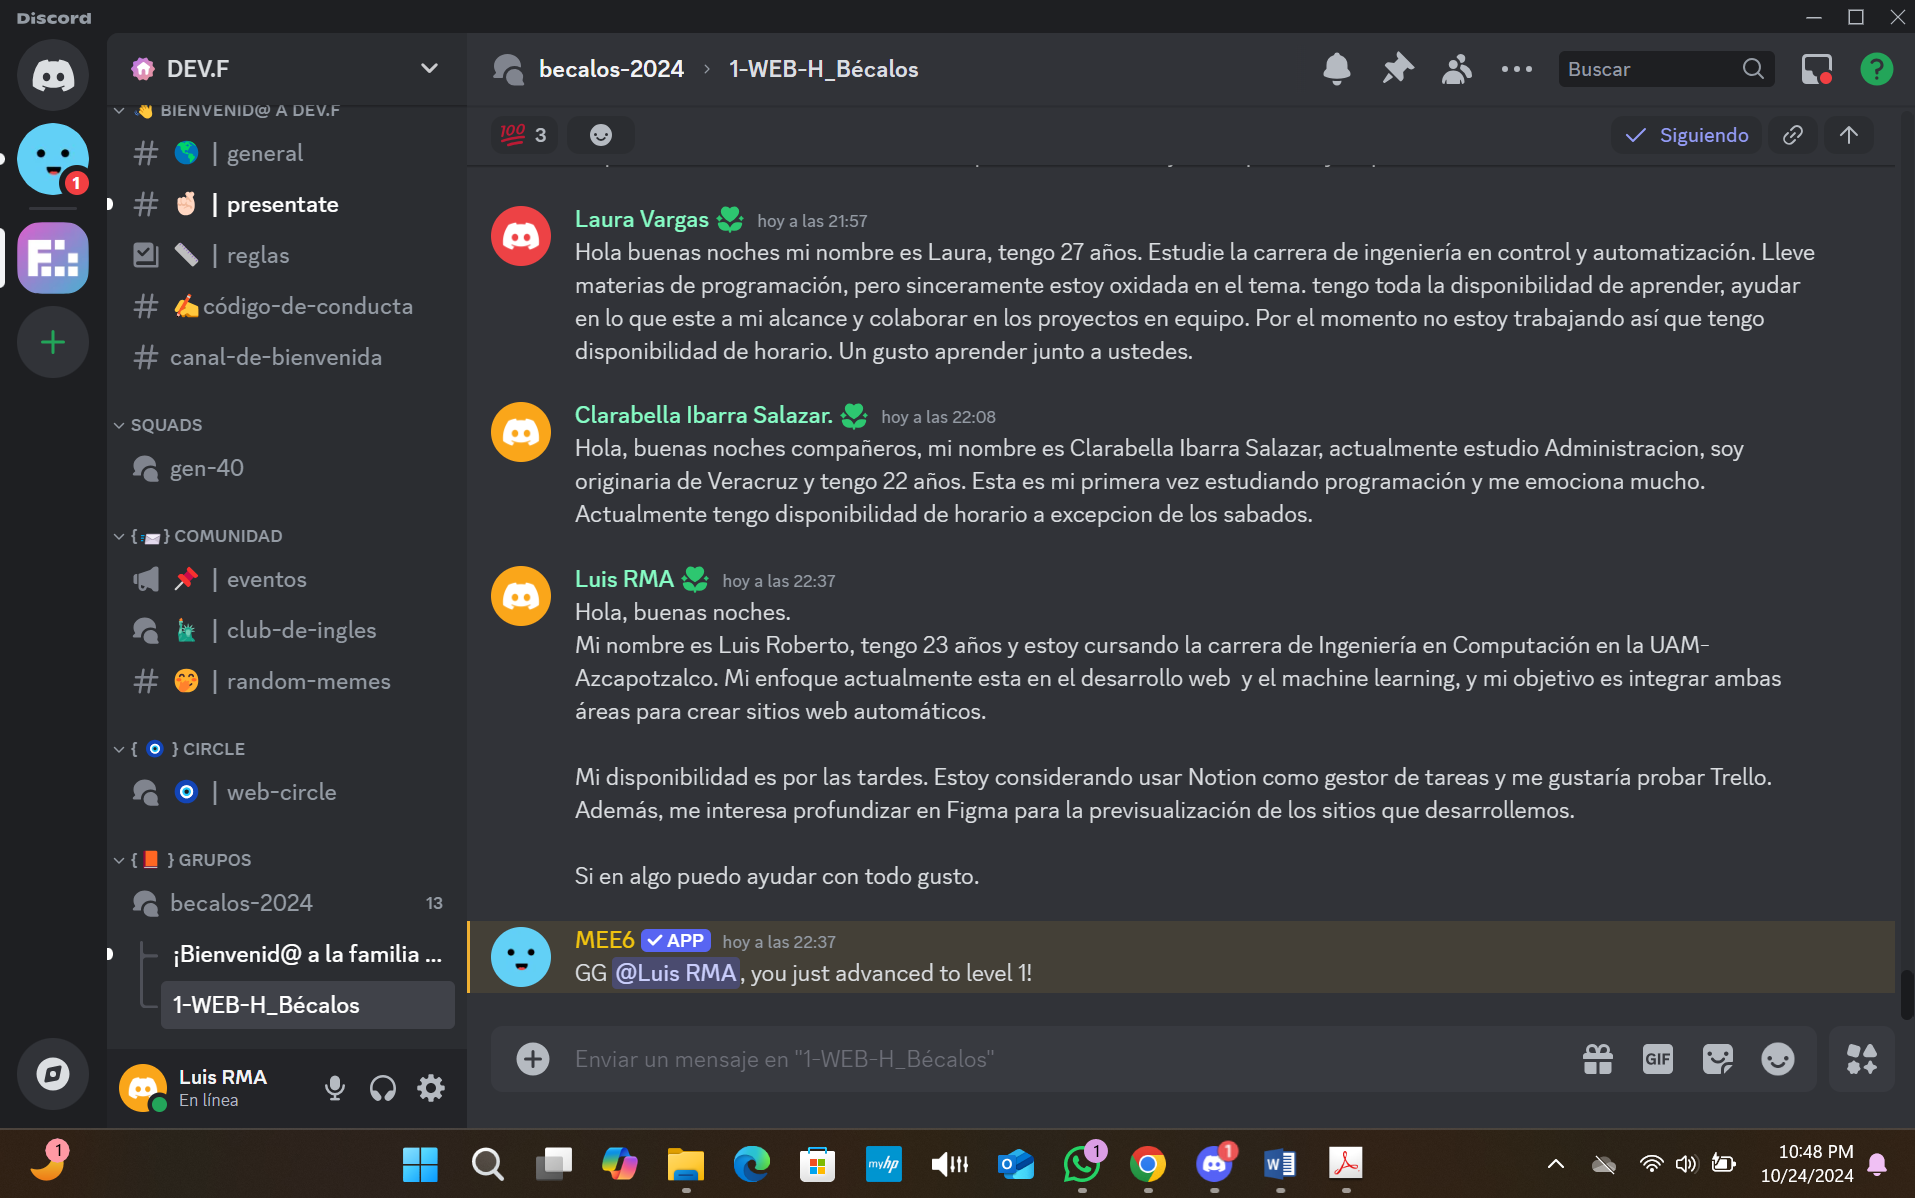 Discord
DEV.F
becalos-2024 › 1-WEB-H_Bécalos
Buscar
BIENVENID@ A DEV.F
| general
| presentate
| reglas
código-de-conducta
canal-de-bienvenida
SQUADS
gen-40
{ } COMUNIDAD
| eventos
| club-de-ingles
| random-memes
{ } CIRCLE
| web-circle
{ } GRUPOS
becalos-2024 13
¡Bienvenid@ a la familia ...
1-WEB-H_Bécalos
Luis RMA
En línea
1
100 3
Siguiendo
Laura Vargas hoy a las 21:57
Hola buenas noches mi nombre es Laura, tengo 27 años. Estudie la carrera de ingeniería en control y automatización. Lleve
materias de programación, pero sinceramente estoy oxidada en el tema. tengo toda la disponibilidad de aprender, ayudar
en lo que este a mi alcance y colaborar en los proyectos en equipo. Por el momento no estoy trabajando así que tengo
disponibilidad de horario. Un gusto aprender junto a ustedes.
Clarabella Ibarra Salazar. hoy a las 22:08
Hola, buenas noches compañeros, mi nombre es Clarabella Ibarra Salazar, actualmente estudio Administracion, soy
originaria de Veracruz y tengo 22 años. Esta es mi primera vez estudiando programación y me emociona mucho.
Actualmente tengo disponibilidad de horario a excepcion de los sabados.
Luis RMA hoy a las 22:37
Hola, buenas noches.
Mi nombre es Luis Roberto, tengo 23 años y estoy cursando la carrera de Ingeniería en Computación en la UAM-
Azcapotzalco. Mi enfoque actualmente esta en el desarrollo web y el machine learning, y mi objetivo es integrar ambas
áreas para crear sitios web automáticos.
Mi disponibilidad es por las tardes. Estoy considerando usar Notion como gestor de tareas y me gustaría probar Trello.
Además, me interesa profundizar en Figma para la previsualización de los sitios que desarrollemos.
Si en algo puedo ayudar con todo gusto.
MEE6 APP hoy a las 22:37
GG @Luis RMA, you just advanced to level 1!
Enviar un mensaje en "1-WEB-H_Bécalos"
GIF
1
myhp
1
1
10:48 PM
10/24/2024